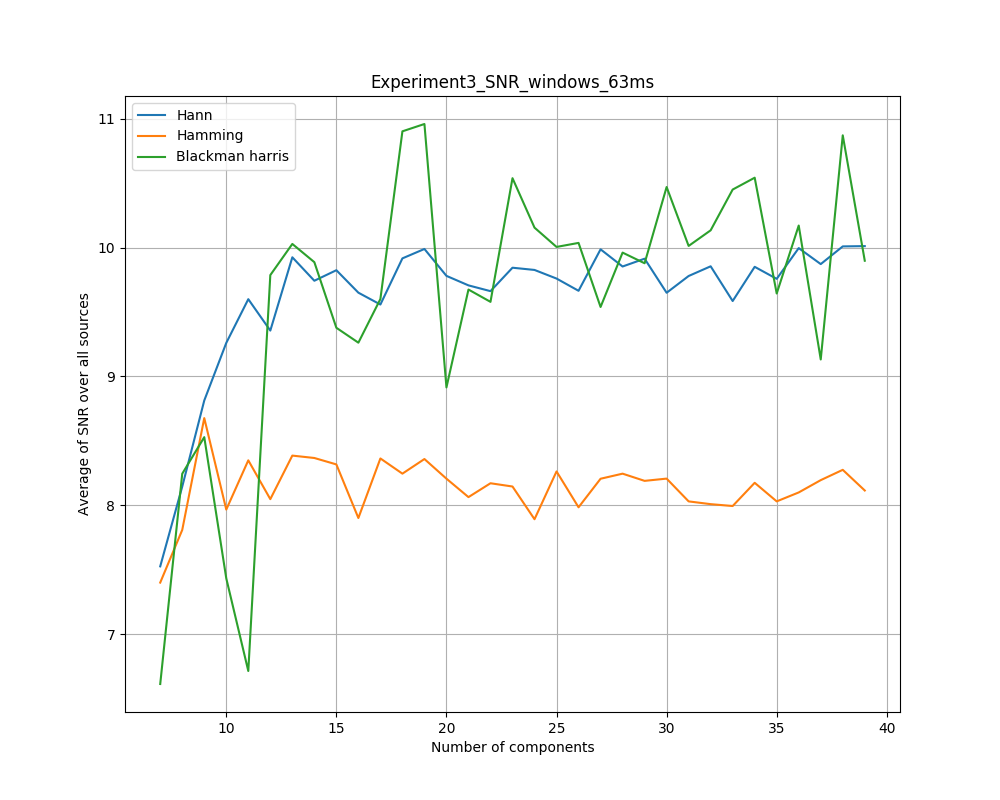 Experiment3_SNR_windows_63ms
Hann
Hamming
Blackman harris
11
10
9
8
7
Average of SNR over all sources
10 15 20 25 30 35 40
Number of components